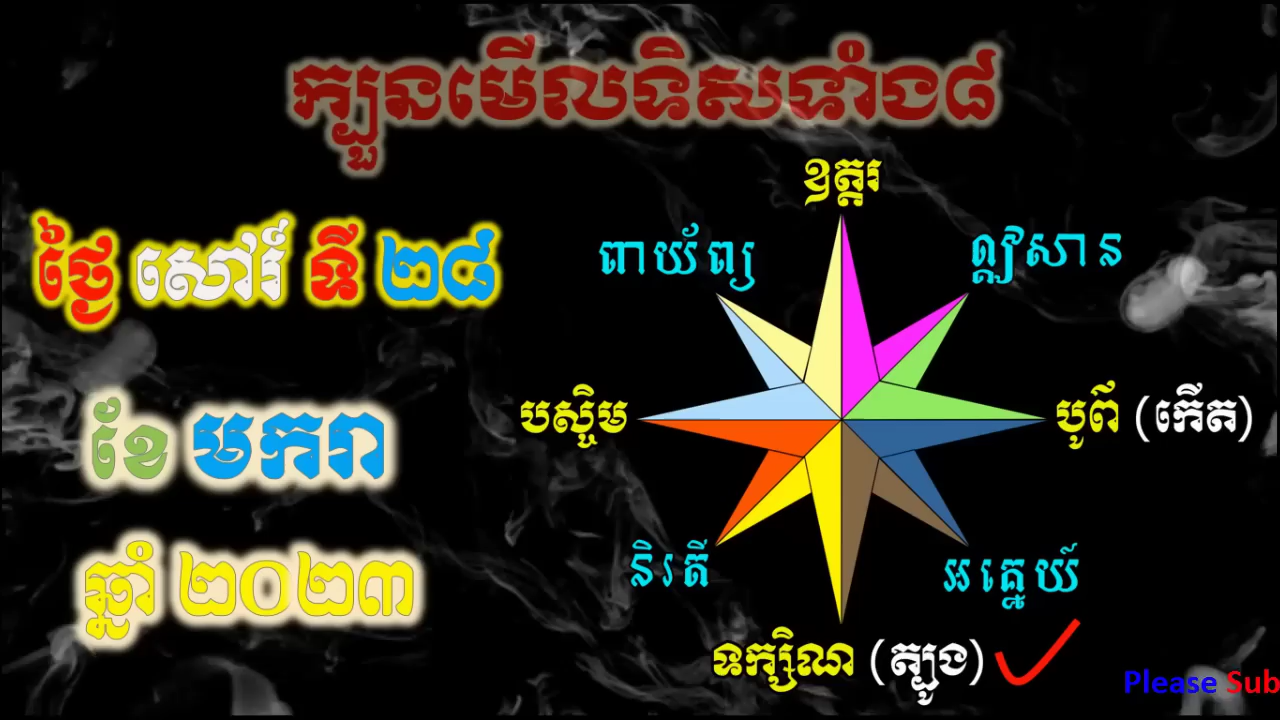 ក្បួនមើលទិសទាំង៨
ឧត្តរ
ពាយ័ព្យ
ឦសាន
ថ្ងៃ សៅរ៍ ទី ២៨
បស្ចិម
បូព៌ា (កើត)
ខែ មករា
និរតី
អគ្នេយ៍
ឆ្នាំ ២០២៣
ទក្សិណ (ត្បូង)
Please Sub